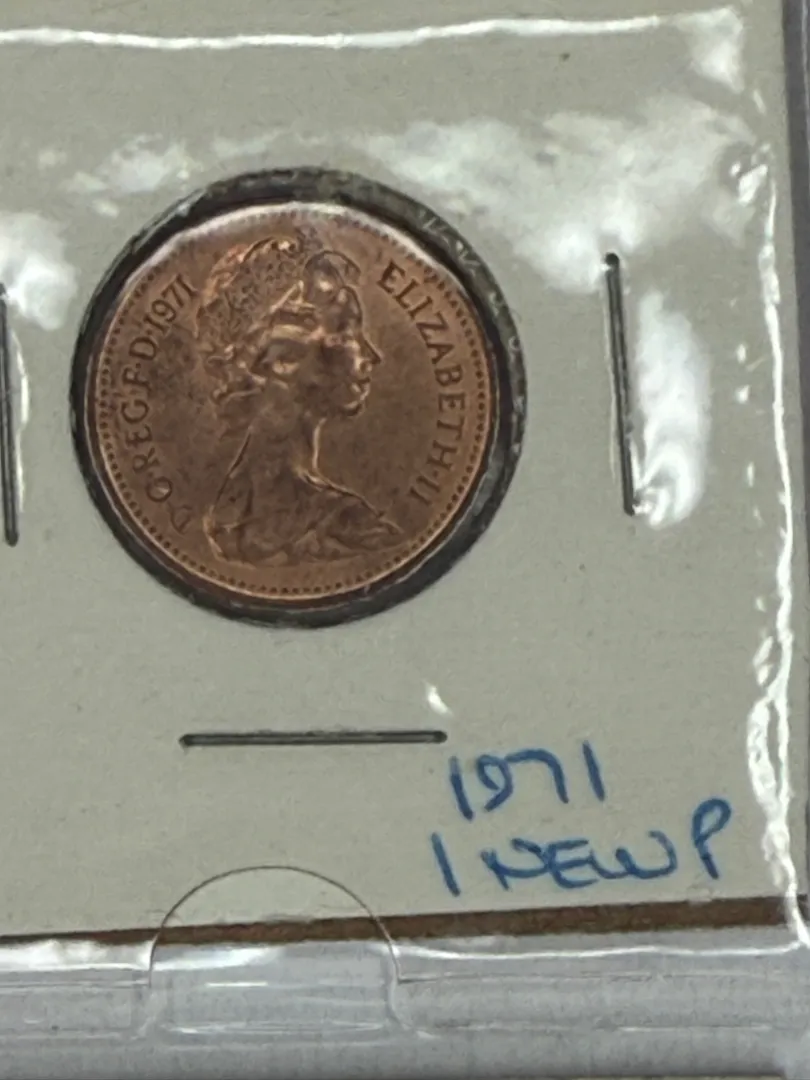 D·G·REG·F·D·1971 ELIZABETH·II
1971
1 NEW P